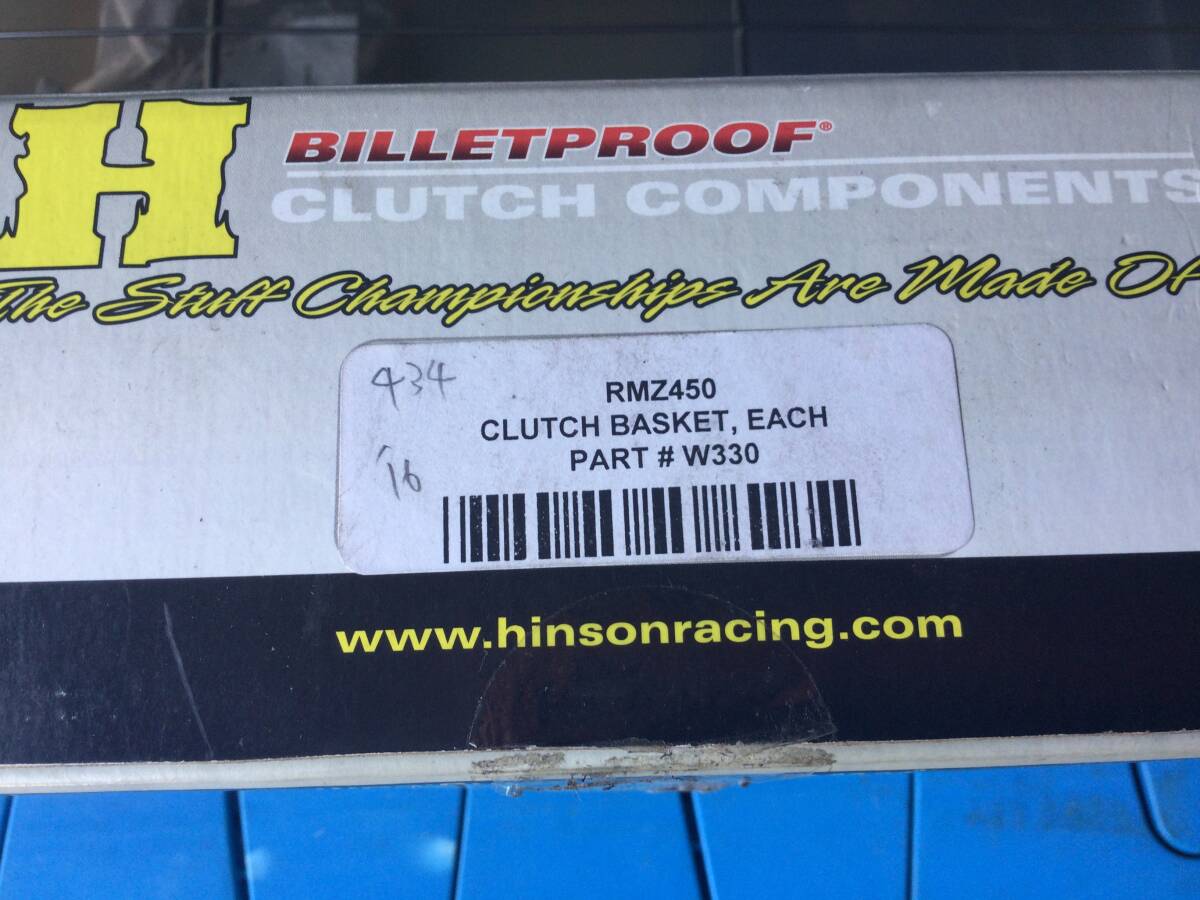 H
BILLETPROOF®
CLUTCH COMPONENTS
The Stuff Championships Are Made Of
434
RMZ450
CLUTCH BASKET, EACH
PART # W330
'16
www.hinsonracing.com